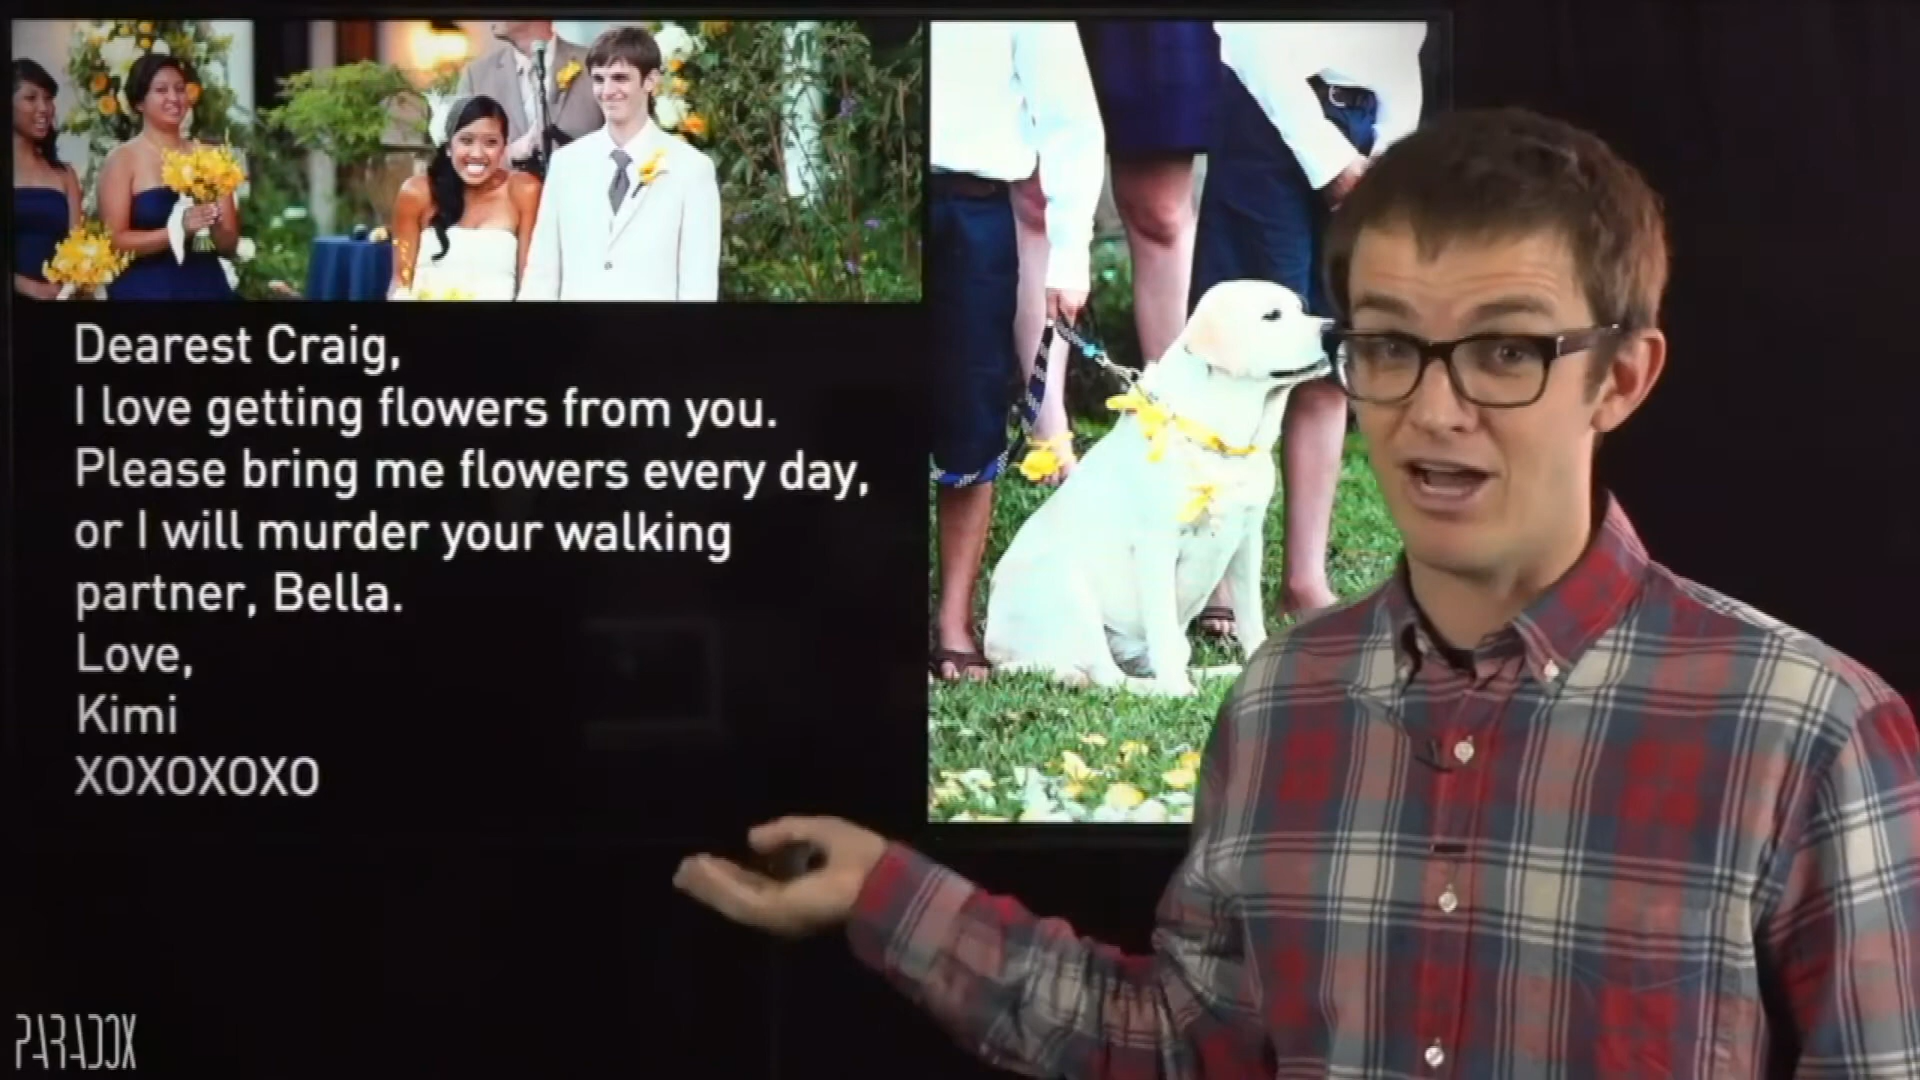 Dearest Craig,
I love getting flowers from you.
Please bring me flowers every day,
or I will murder your walking
partner, Bella.
Love,
Kimi
XOXOXOXO
PARADOX